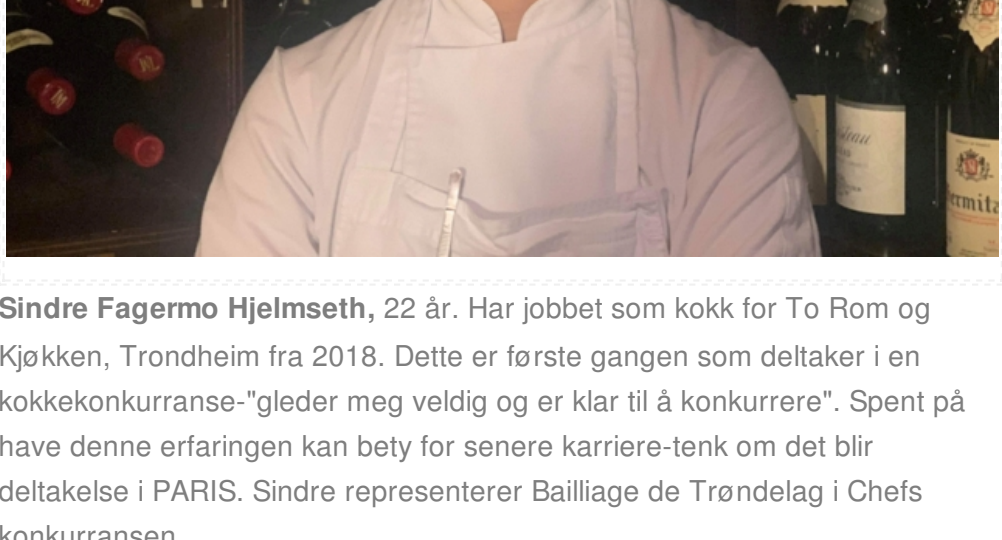 Sindre Fagermo Hjelmseth, 22 år. Har jobbet som kokk for To Rom og
Kjøkken, Trondheim fra 2018. Dette er første gangen som deltaker i en
kokkekonkurranse-"gleder meg veldig og er klar til å konkurrere". Spent på
have denne erfaringen kan bety for senere karriere-tenk om det blir
deltakelse i PARIS. Sindre representerer Bailliage de Trøndelag i Chefs
konkurransen